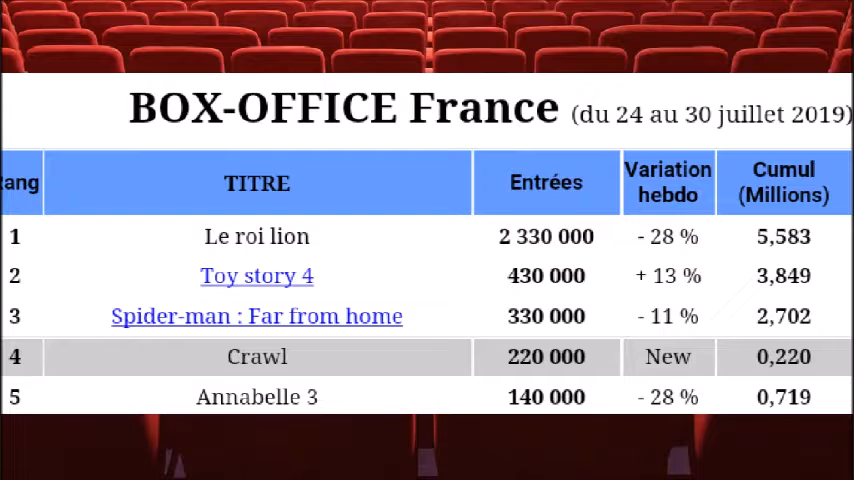 BOX-OFFICE France (du 24 au 30 juillet 2019)
Rang TITRE Entrées Variation hebdo Cumul (Millions)
1 Le roi lion 2 330 000 - 28 % 5,583
2 Toy story 4 430 000 + 13 % 3,849
3 Spider-man : Far from home 330 000 - 11 % 2,702
4 Crawl 220 000 New 0,220
5 Annabelle 3 140 000 - 28 % 0,719